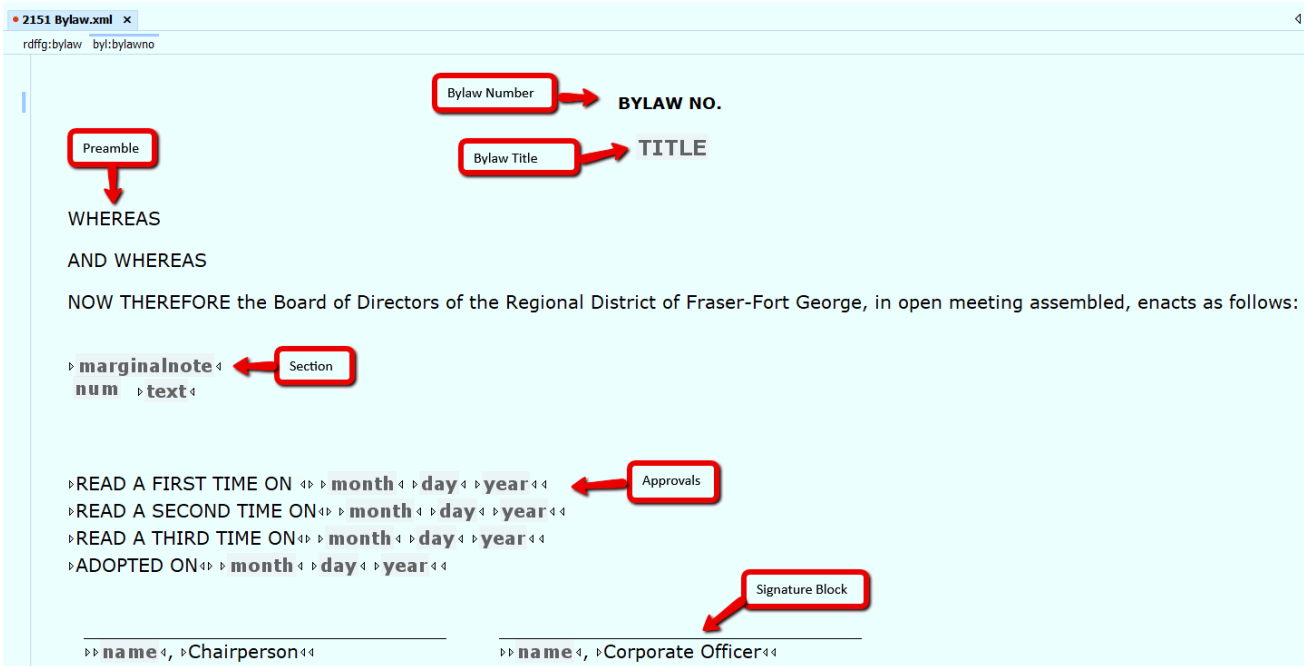 2151 Bylaw.xml ×
rdffg:bylaw byl:bylawno
Bylaw Number
BYLAW NO.
Preamble
Bylaw Title
TITLE
WHEREAS
AND WHEREAS
NOW THEREFORE the Board of Directors of the Regional District of Fraser-Fort George, in open meeting assembled, enacts as follows:
marginalnote
Section
num text
READ A FIRST TIME ON month day year
Approvals
READ A SECOND TIME ON month day year
READ A THIRD TIME ON month day year
ADOPTED ON month day year
Signature Block
name, Chairperson name, Corporate Officer